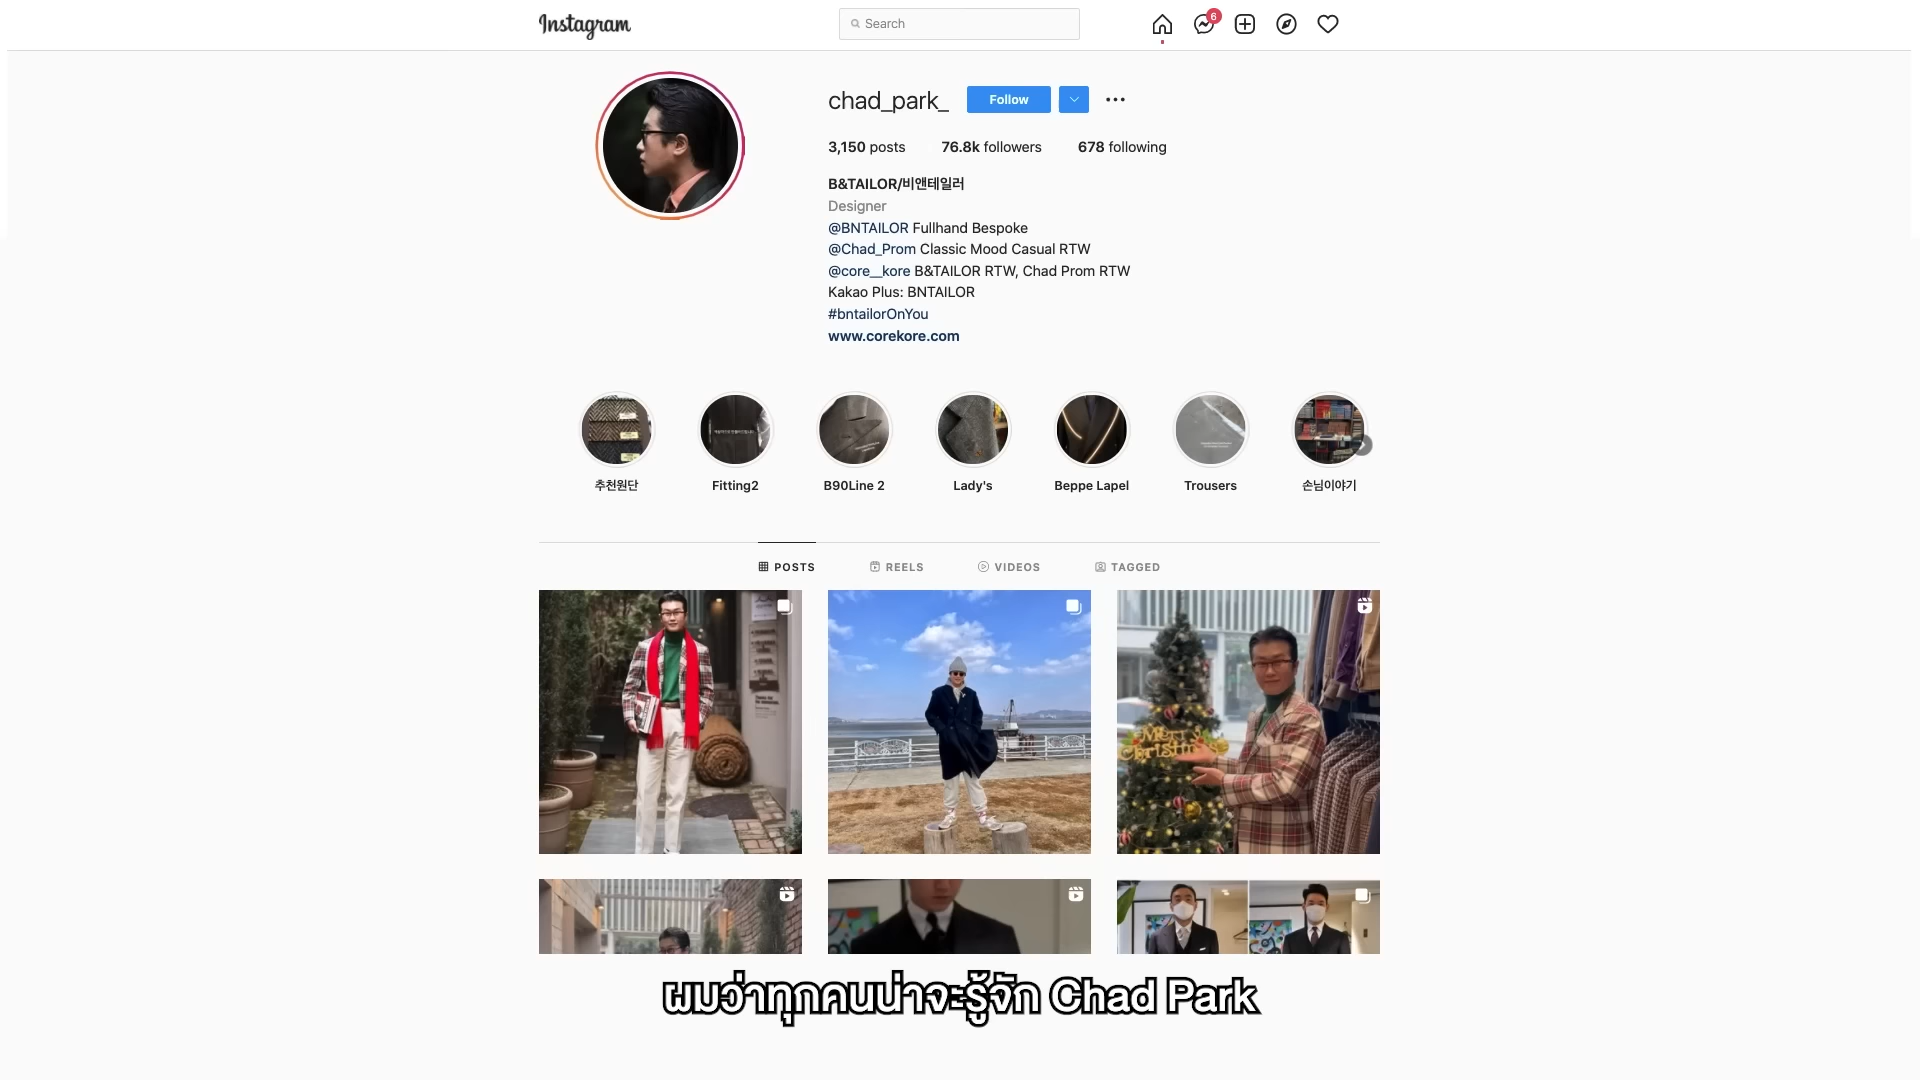 Instagram
Search
6
chad_park_
Follow
3,150 posts
76.8k followers
678 following
B&TAILOR/비앤테일러
Designer
@BNTAILOR Fullhand Bespoke
@Chad_Prom Classic Mood Casual RTW
@core__kore B&TAILOR RTW, Chad Prom RTW
Kakao Plus: BNTAILOR
#bntailorOnYou
www.corekore.com
추천원단
Fitting2
B90Line 2
Lady's
Beppe Lapel
Trousers
손님이야기
POSTS
REELS
VIDEOS
TAGGED
Merry
Christmas
ผมว่าทุกคนน่าจะรู้จัก Chad Park